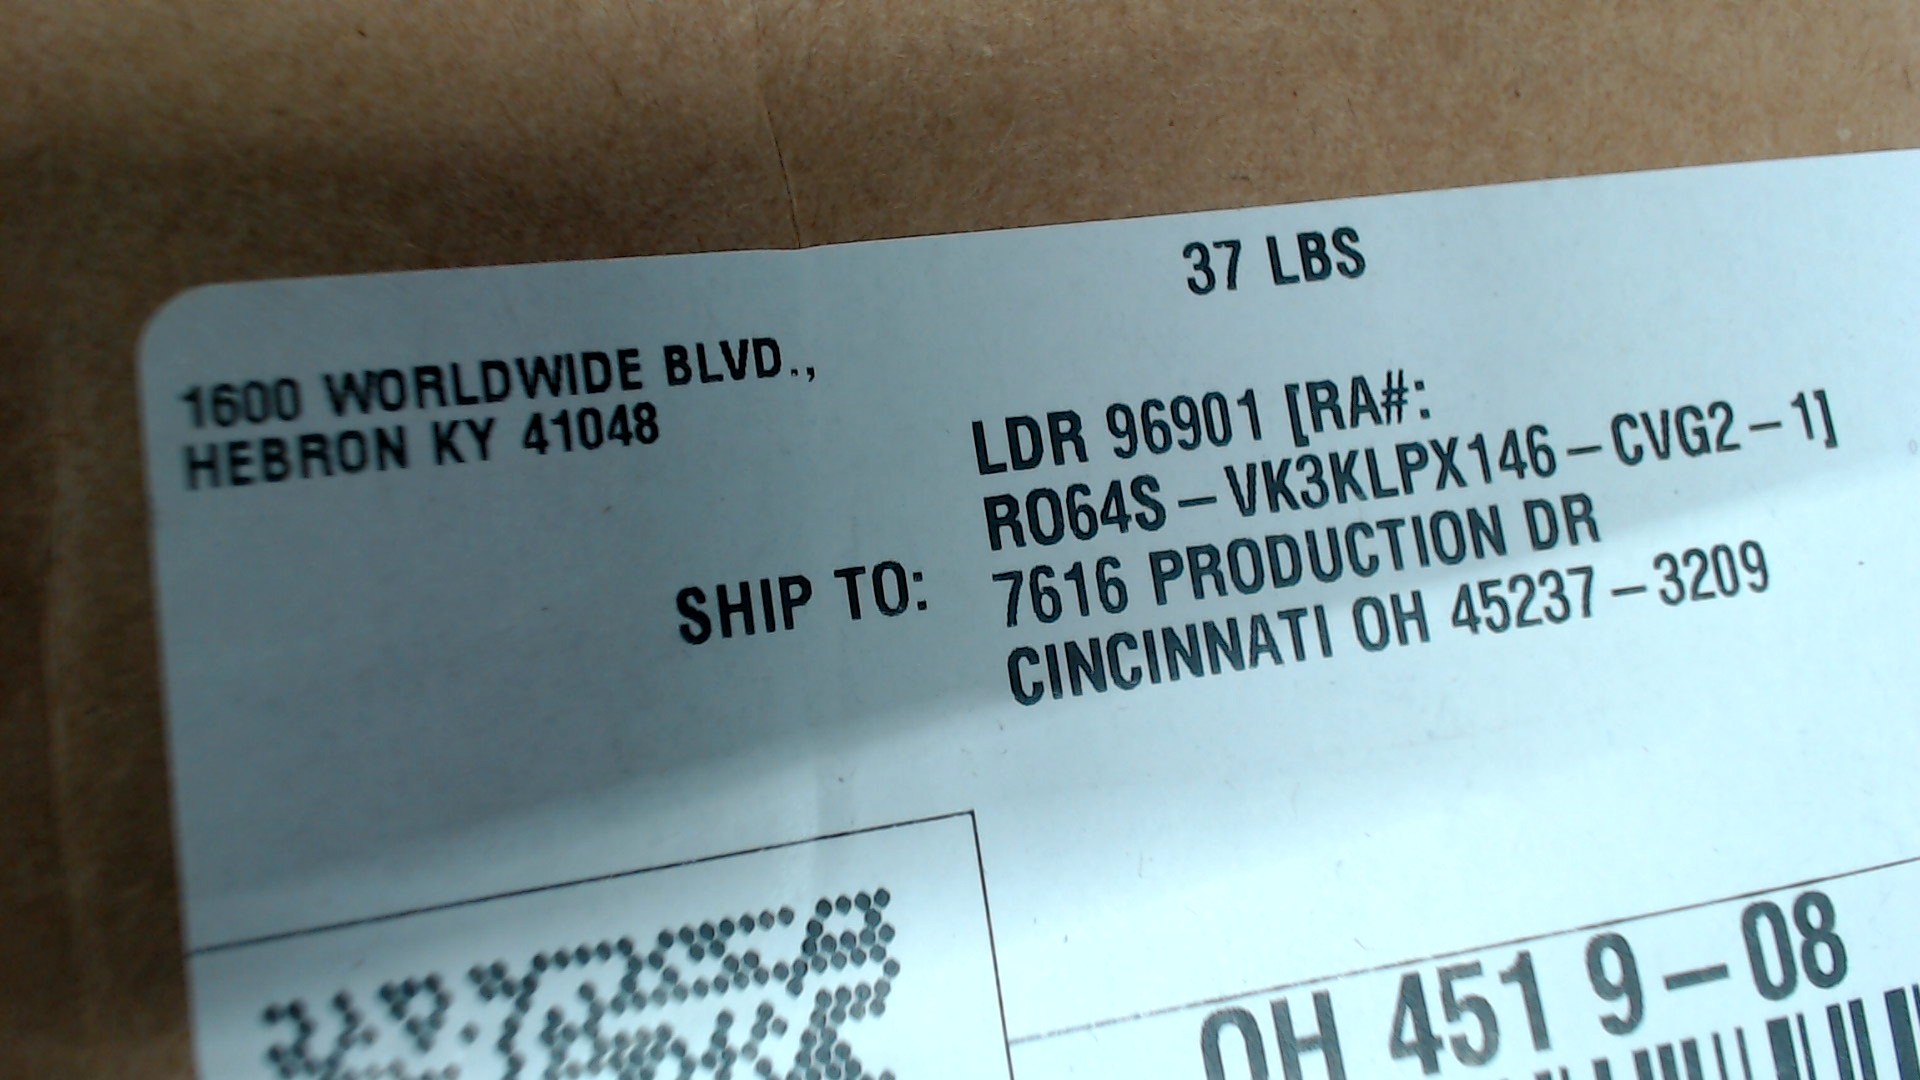 37 LBS
1600 WORLDWIDE BLVD.,
HEBRON KY 41048
LDR 96901 [RA#:
RO64S-VK3KLPX146-CVG2-1]
SHIP TO: 7616 PRODUCTION DR
CINCINNATI OH 45237-3209
OH 451 9-08